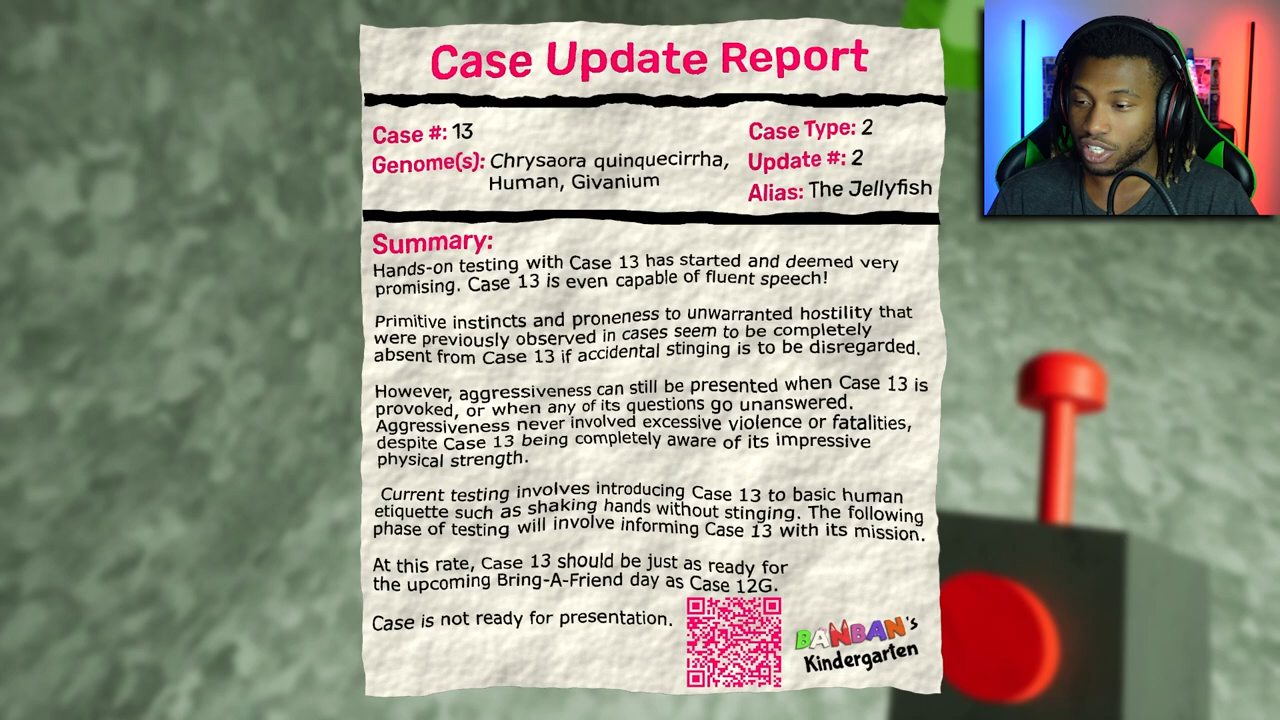 Case Update Report
Case #: 13
Case Type: 2
Genome(s): Chrysaora quinquecirrha,
Human, Givanium
Update #: 2
Alias: The Jellyfish
Summary:
Hands-on testing with Case 13 has started and deemed very
promising. Case 13 is even capable of fluent speech!
Primitive instincts and proneness to unwarranted hostility that
were previously observed in cases seem to be completely
absent from Case 13 if accidental stinging is to be disregarded.
However, aggressiveness can still be presented when Case 13 is
provoked, or when any of its questions go unanswered.
Aggressiveness never involved excessive violence or fatalities,
despite Case 13 being completely aware of its impressive
physical strength.
Current testing involves introducing Case 13 to basic human
etiquette such as shaking hands without stinging. The following
phase of testing will involve informing Case 13 with its mission.
At this rate, Case 13 should be just as ready for
the upcoming Bring-A-Friend day as Case 12G.
Case is not ready for presentation.
BANBAN's
Kindergarten